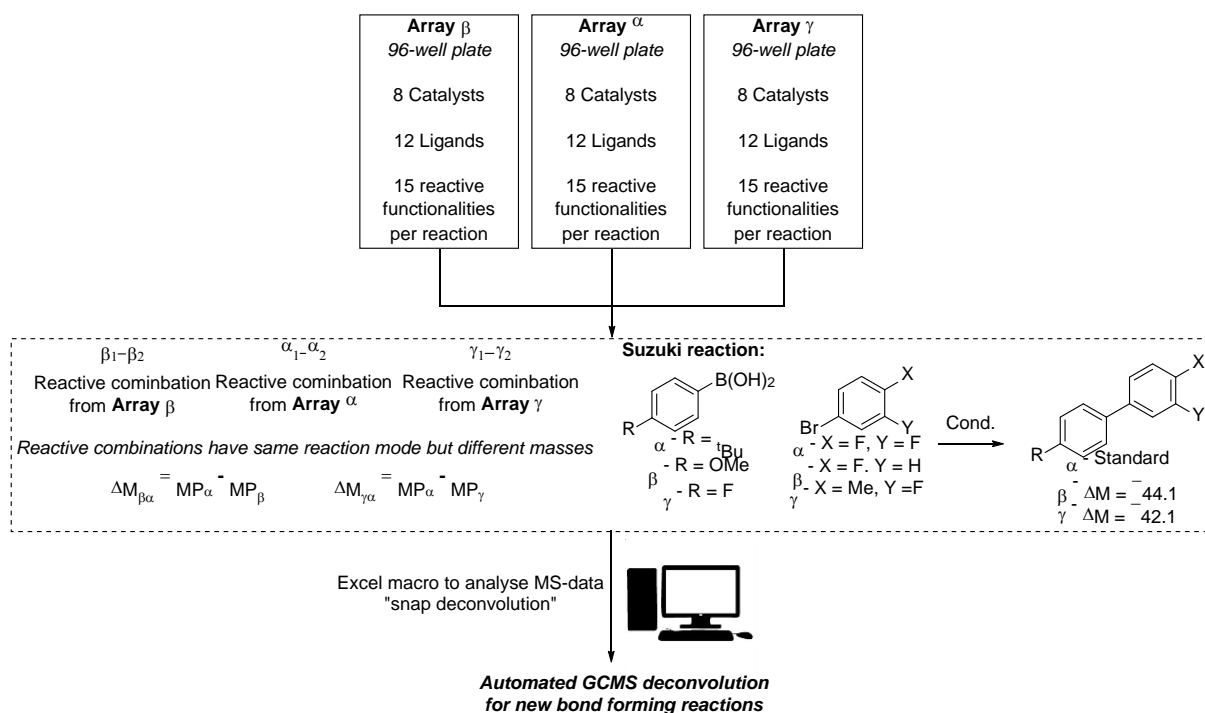 Array β
96-well plate
8 Catalysts
12 Ligands
15 reactive
functionalities
per reaction
Array α
96-well plate
8 Catalysts
12 Ligands
15 reactive
functionalities
per reaction
Array γ
96-well plate
8 Catalysts
12 Ligands
15 reactive
functionalities
per reaction
β1–β2
Reactive cominbation
from Array β
α1–α2
Reactive cominbation
from Array α
γ1–γ2
Reactive cominbation
from Array γ
Reactive combinations have same reaction mode but different masses
ΔMβα = MPα - MPβ
ΔMγα = MPα - MPγ
Suzuki reaction:
B(OH)2
R
α - R = tBu
β - R = OMe
γ - R = F
X
Y
Br
α - X = F, Y = F
β - X = F. Y = H
γ - X = Me, Y =F
Cond.
X
Y
R
α - Standard
β - ΔM = –44.1
γ - ΔM = –42.1
Excel macro to analyse MS-data
"snap deconvolution"
Automated GCMS deconvolution
for new bond forming reactions